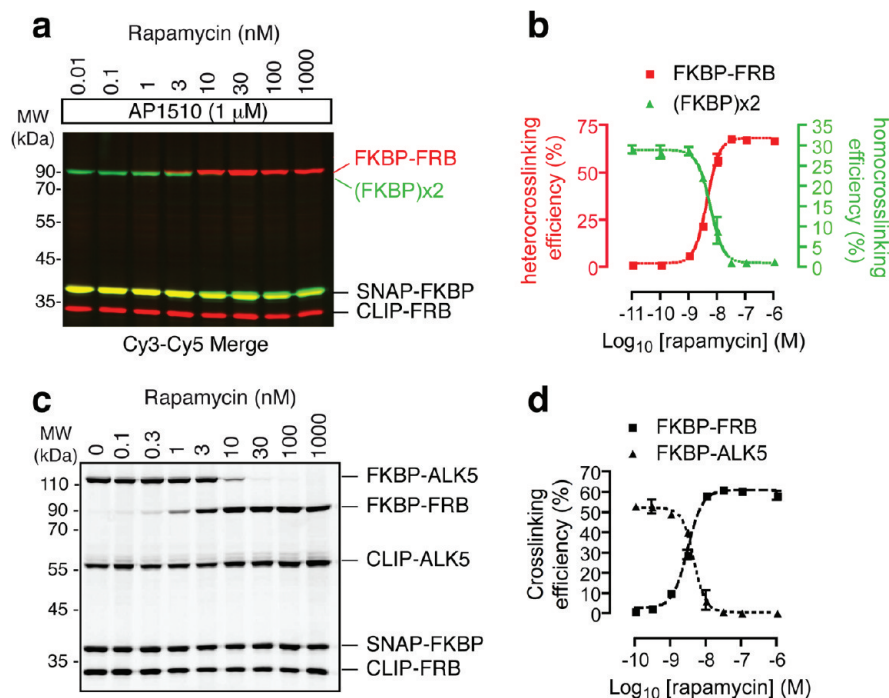 a
Rapamycin (nM)
0.01 0.1 1 3 10 30 100 1000
AP1510 (1 μM)
MW
(kDa)
90-
70-
55-
45-
35-
FKBP-FRB
(FKBP)x2
SNAP-FKBP
CLIP-FRB
Cy3-Cy5 Merge
b
FKBP-FRB
(FKBP)x2
heterocrosslinking
efficiency (%)
75
50
25
0
homocrosslinking
efficiency (%)
35
30
25
20
15
10
5
0
-11 -10 -9 -8 -7 -6
Log10 [rapamycin] (M)
c
Rapamycin (nM)
0 0.1 0.3 1 3 10 30 100 1000
MW
(kDa)
110-
90-
70-
55-
45-
35-
FKBP-ALK5
FKBP-FRB
CLIP-ALK5
SNAP-FKBP
CLIP-FRB
d
FKBP-FRB
FKBP-ALK5
Crosslinking
efficiency (%)
70
60
50
40
30
20
10
0
-10 -9 -8 -7 -6
Log10 [rapamycin] (M)